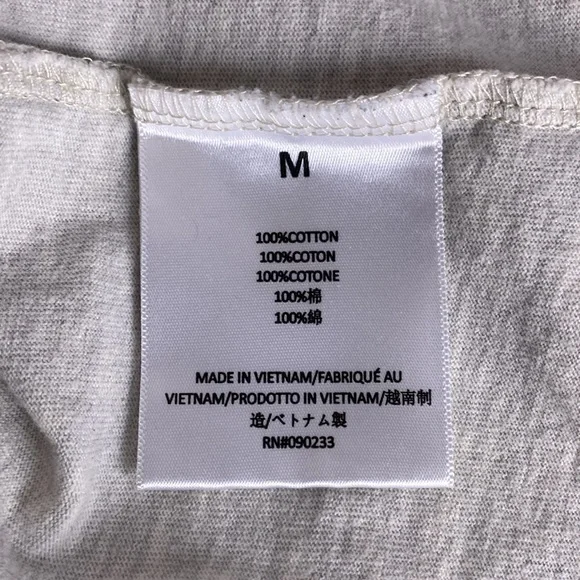 M
100%COTTON
100%COTON
100%COTONE
100%棉
100%綿
MADE IN VIETNAM/FABRIQUÉ AU
VIETNAM/PRODOTTO IN VIETNAM/越南制
造/ベトナム製
RN#090233